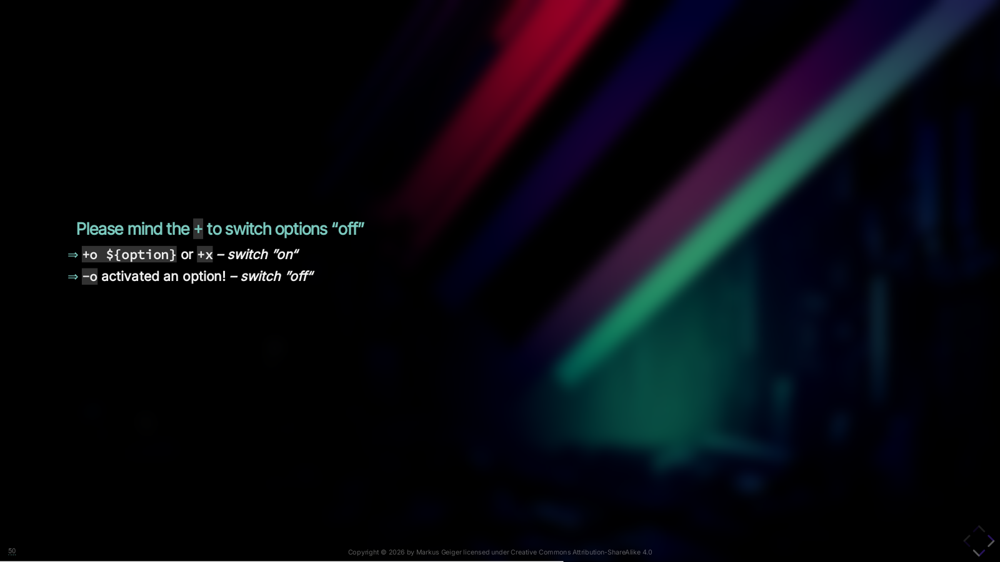 Please mind the + to switch options “off”
⇒ +o ${option} or +x – switch ”on“
⇒ -o activated an option! – switch ”off“
50
Copyright © 2026 by Markus Geiger licensed under Creative Commons Attribution-ShareAlike 4.0